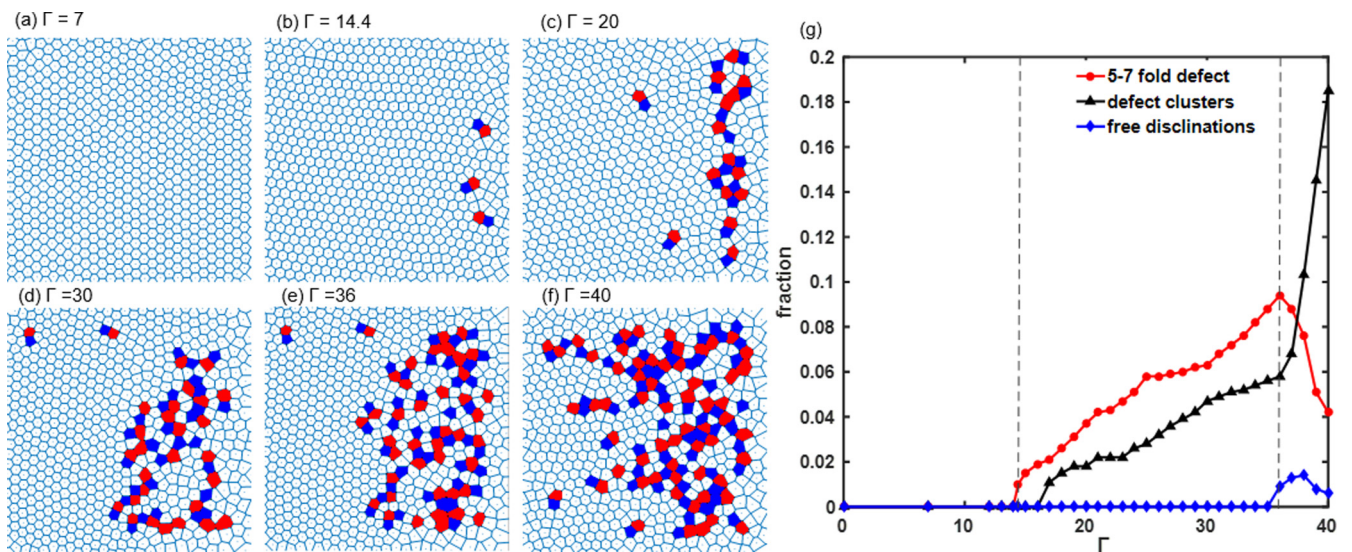 (a) Γ = 7
(b) Γ = 14.4
(c) Γ = 20
(d) Γ =30
(e) Γ=36
(f) Γ=40
(g)
5-7 fold defect
defect clusters
free disclinations
fraction
0.2
0.18
0.16
0.14
0.12
0.1
0.08
0.06
0.04
0.02
0
0 10 20 30 40
Γ